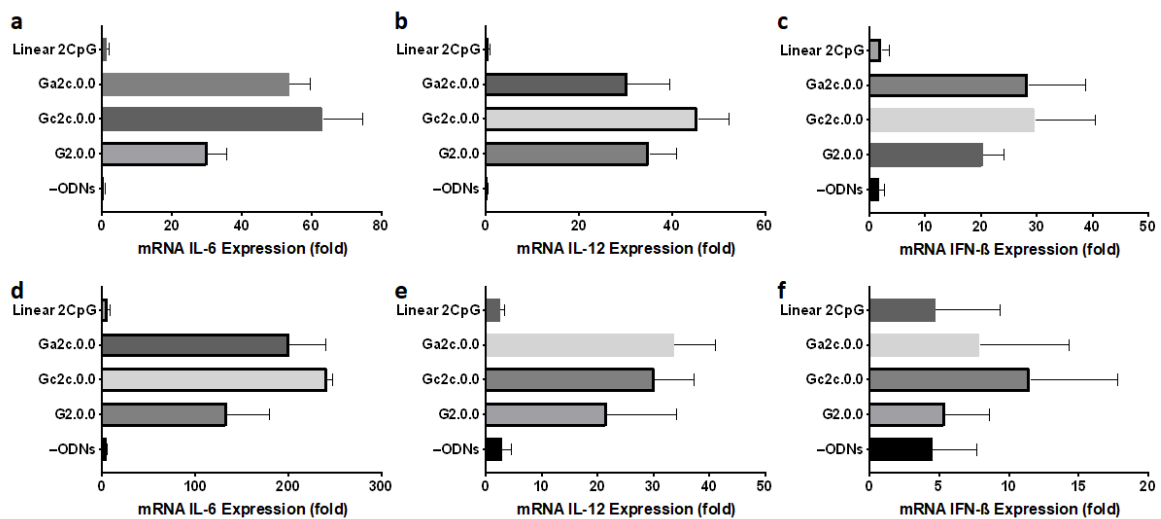 a
Linear 2CpG
Ga2c.0.0
Gc2c.0.0
G2.0.0
–ODNs
0 20 40 60 80
mRNA IL-6 Expression (fold)
b
Linear 2CpG
Ga2c.0.0
Gc2c.0.0
G2.0.0
–ODNs
0 20 40 60
mRNA IL-12 Expression (fold)
c
Linear 2CpG
Ga2c.0.0
Gc2c.0.0
G2.0.0
–ODNs
0 10 20 30 40 50
mRNA IFN-ß Expression (fold)
d
Linear 2CpG
Ga2c.0.0
Gc2c.0.0
G2.0.0
–ODNs
0 100 200 300
mRNA IL-6 Expression (fold)
e
Linear 2CpG
Ga2c.0.0
Gc2c.0.0
G2.0.0
–ODNs
0 10 20 30 40 50
mRNA IL-12 Expression (fold)
f
Linear 2CpG
Ga2c.0.0
Gc2c.0.0
G2.0.0
–ODNs
0 5 10 15 20
mRNA IFN-ß Expression (fold)